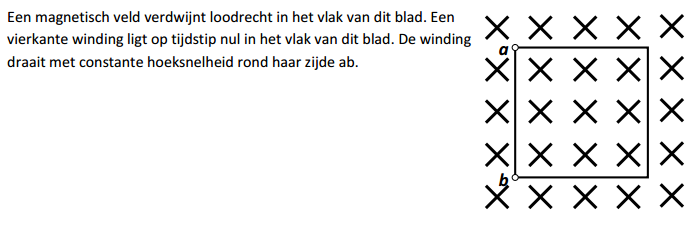 Een magnetisch veld verdwijnt loodrecht in het vlak van dit blad. Een
vierkante winding ligt op tijdstip nul in het vlak van dit blad. De winding
draait met constante hoeksnelheid rond haar zijde ab.
a
b